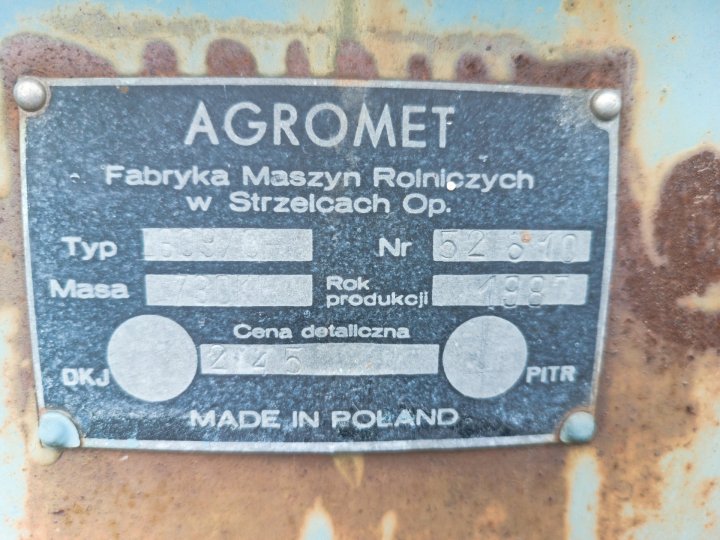 AGROMET
Fabryka Maszyn Rolniczych
w Strzelcach Op.
Typ Nr
Masa Rok produkcji 1987
Cena detaliczna
DKJ 245 PITR
MADE IN POLAND